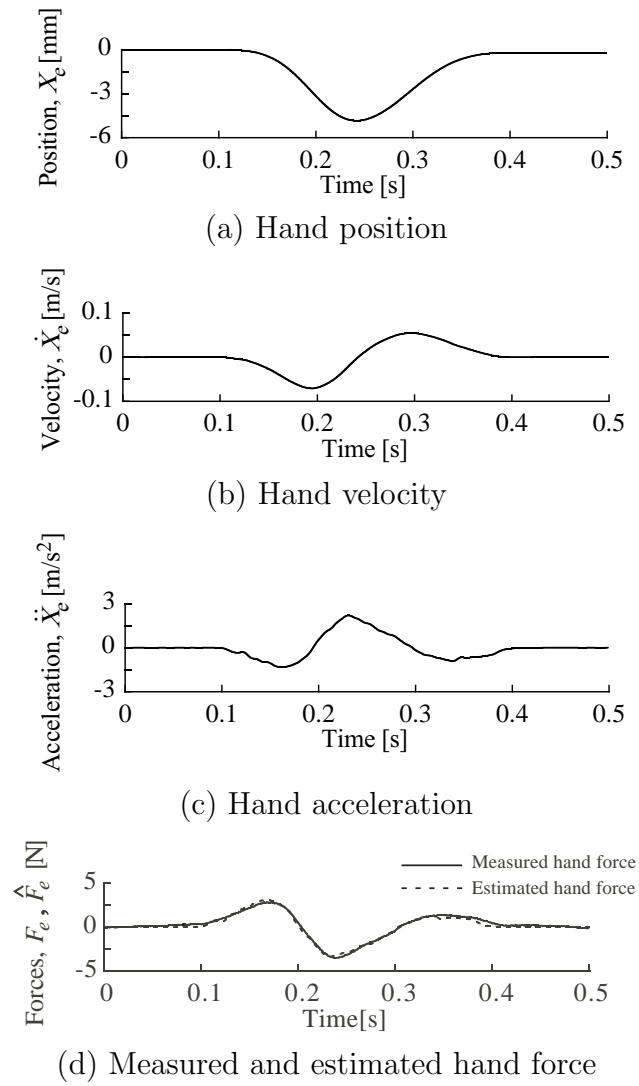 Position, X_e [mm]
0
-3
-6
0 0.1 0.2 0.3 0.4 0.5
Time [s]
(a) Hand position
Velocity, Ẋ_e [m/s]
0.1
0
-0.1
0 0.1 0.2 0.3 0.4 0.5
Time [s]
(b) Hand velocity
Acceleration, Ẍ_e [m/s²]
3
0
-3
0 0.1 0.2 0.3 0.4 0.5
Time [s]
(c) Hand acceleration
Forces, F_e , F̂_e [N]
Measured hand force
Estimated hand force
5
0
-5
0 0.1 0.2 0.3 0.4 0.5
Time[s]
(d) Measured and estimated hand force